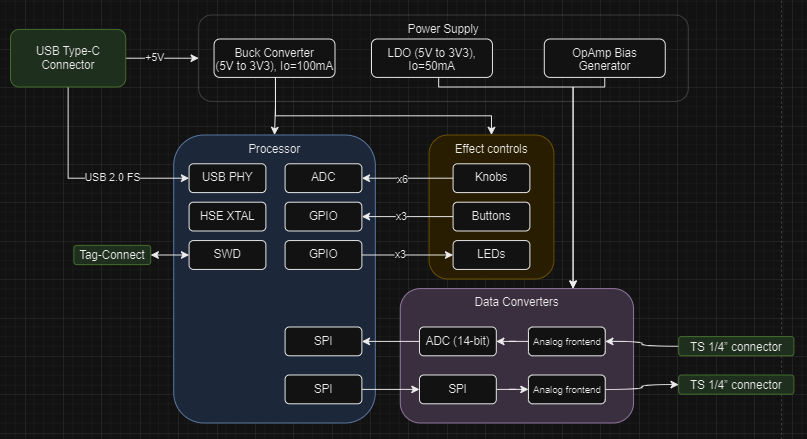 Power Supply
USB Type-C
Connector
+5V
Buck Converter
(5V to 3V3), Io=100mA
LDO (5V to 3V3),
Io=50mA
OpAmp Bias
Generator
Processor
Effect controls
USB 2.0 FS
USB PHY
ADC
x6
Knobs
HSE XTAL
GPIO
x3
Buttons
Tag-Connect
SWD
GPIO
x3
LEDs
Data Converters
SPI
ADC (14-bit)
Analog frontend
TS 1/4” connector
SPI
SPI
Analog frontend
TS 1/4” connector